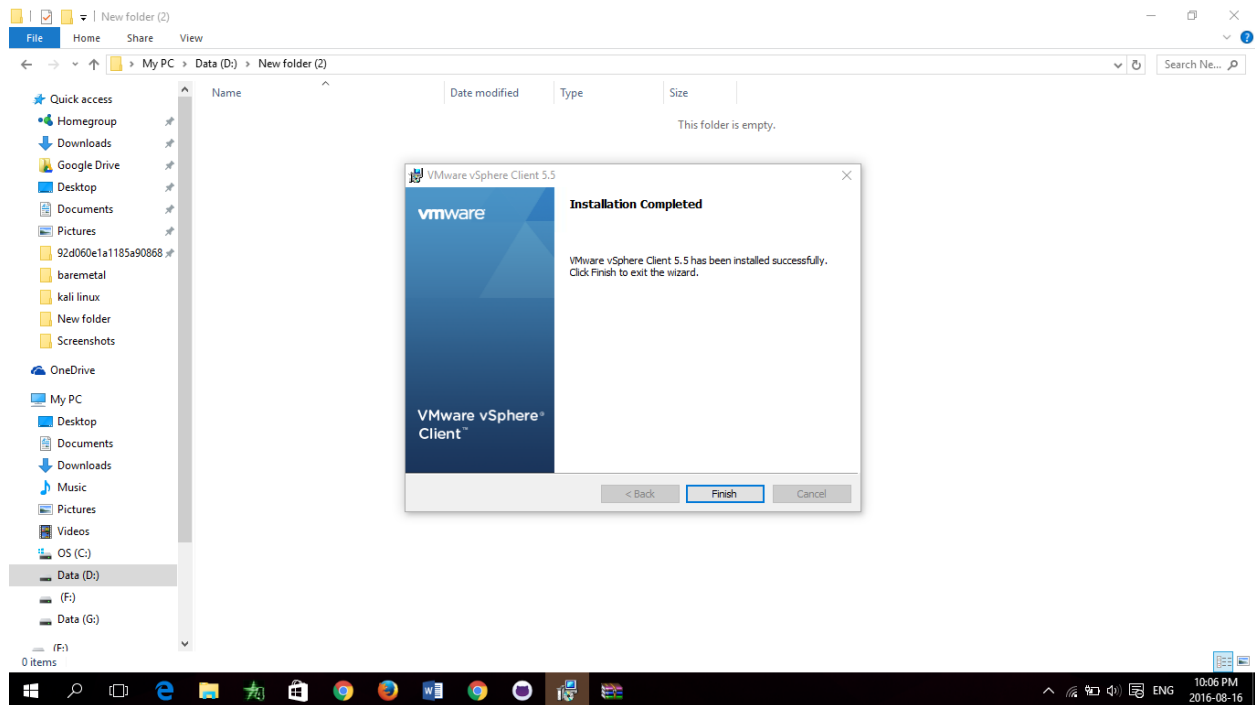 New folder (2)
File Home Share View
My PC > Data (D:) > New folder (2)
Search Ne...
Name Date modified Type Size
This folder is empty.
Quick access
Homegroup
Downloads
Google Drive
Desktop
Documents
Pictures
92d060e1a1185a90868
baremetal
kali linux
New folder
Screenshots
OneDrive
My PC
Desktop
Documents
Downloads
Music
Pictures
Videos
OS (C:)
Data (D:)
(F:)
Data (G:)
(F:)
0 items
VMware vSphere Client 5.5
vmware
Installation Completed
VMware vSphere Client 5.5 has been installed successfully.
Click Finish to exit the wizard.
VMware vSphere®
Client™
< Back Finish Cancel
ENG
10:06 PM
2016-08-16